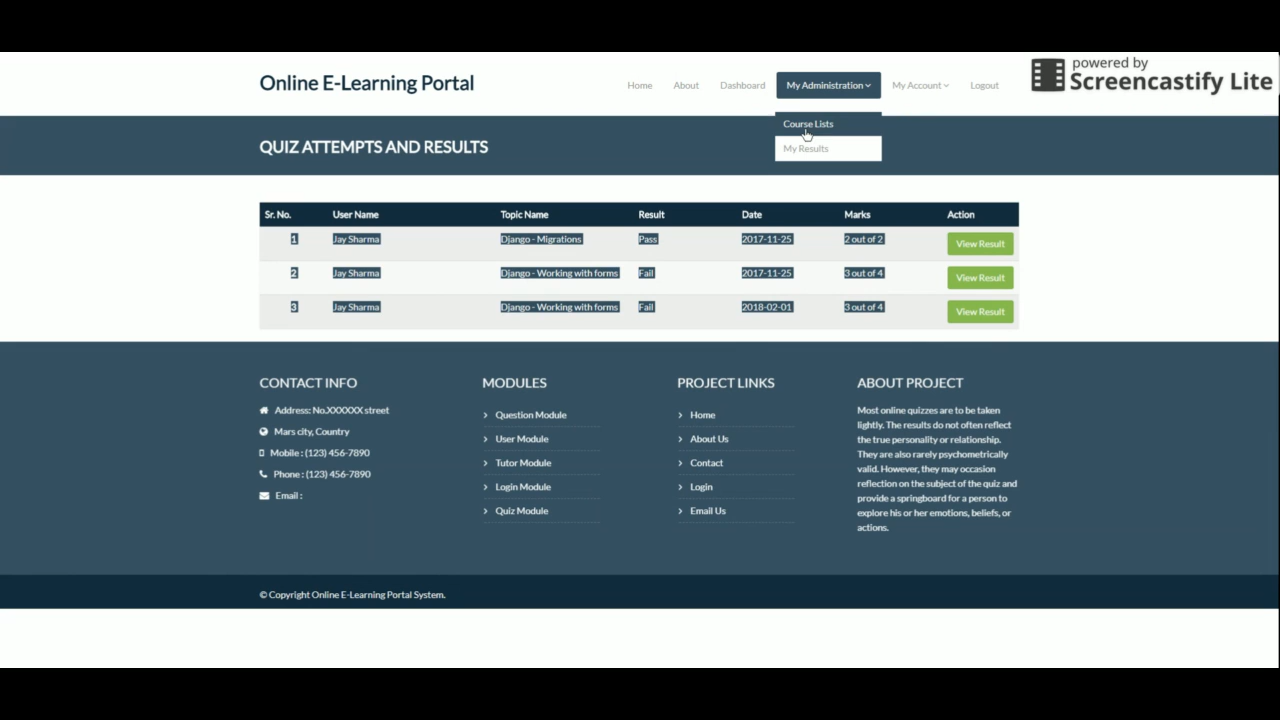 powered by
Screencastify Lite
Online E-Learning Portal
Home About Dashboard My Administration My Account Logout
Course Lists
My Results
QUIZ ATTEMPTS AND RESULTS
Sr. No. User Name Topic Name Result Date Marks Action
1 Jay Sharma Django - Migrations Pass 2017-11-25 2 out of 2 View Result
2 Jay Sharma Django - Working with forms Fail 2017-11-25 3 out of 4 View Result
3 Jay Sharma Django - Working with forms Fail 2018-02-01 3 out of 4 View Result
CONTACT INFO
Address: No.XXXXXX street
Mars city, Country
Mobile : (123) 456-7890
Phone : (123) 456-7890
Email :
MODULES
Question Module
User Module
Tutor Module
Login Module
Quiz Module
PROJECT LINKS
Home
About Us
Contact
Login
Email Us
ABOUT PROJECT
Most online quizzes are to be taken
lightly. The results do not often reflect
the true personality or relationship.
They are also rarely psychometrically
valid. However, they may occasion
reflection on the subject of the quiz and
provide a springboard for a person to
explore his or her emotions, beliefs, or
actions.
© Copyright Online E-Learning Portal System.